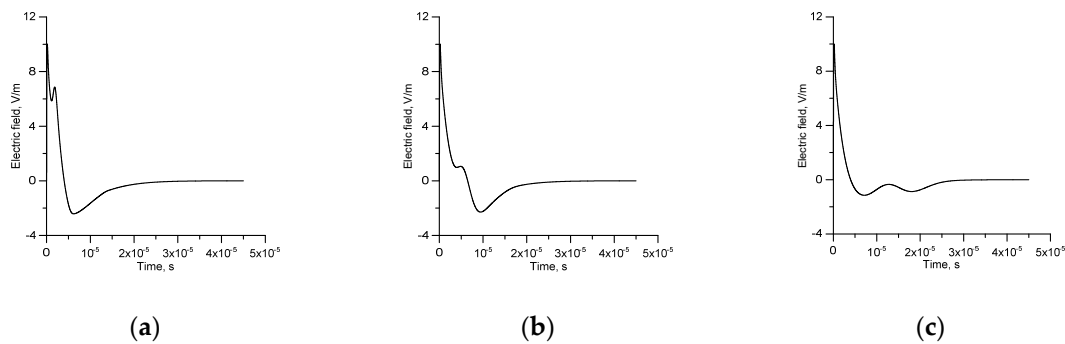 12
8
4
0
-4
Electric field, V/m
0 10⁻⁵ 2x10⁻⁵ 3x10⁻⁵ 4x10⁻⁵ 5x10⁻⁵
Time, s
(a)
12
8
4
0
-4
Electric field, V/m
0 10⁻⁵ 2x10⁻⁵ 3x10⁻⁵ 4x10⁻⁵ 5x10⁻⁵
Time, s
(b)
12
8
4
0
-4
Electric field, V/m
0 10⁻⁵ 2x10⁻⁵ 3x10⁻⁵ 4x10⁻⁵ 5x10⁻⁵
Time, s
(c)